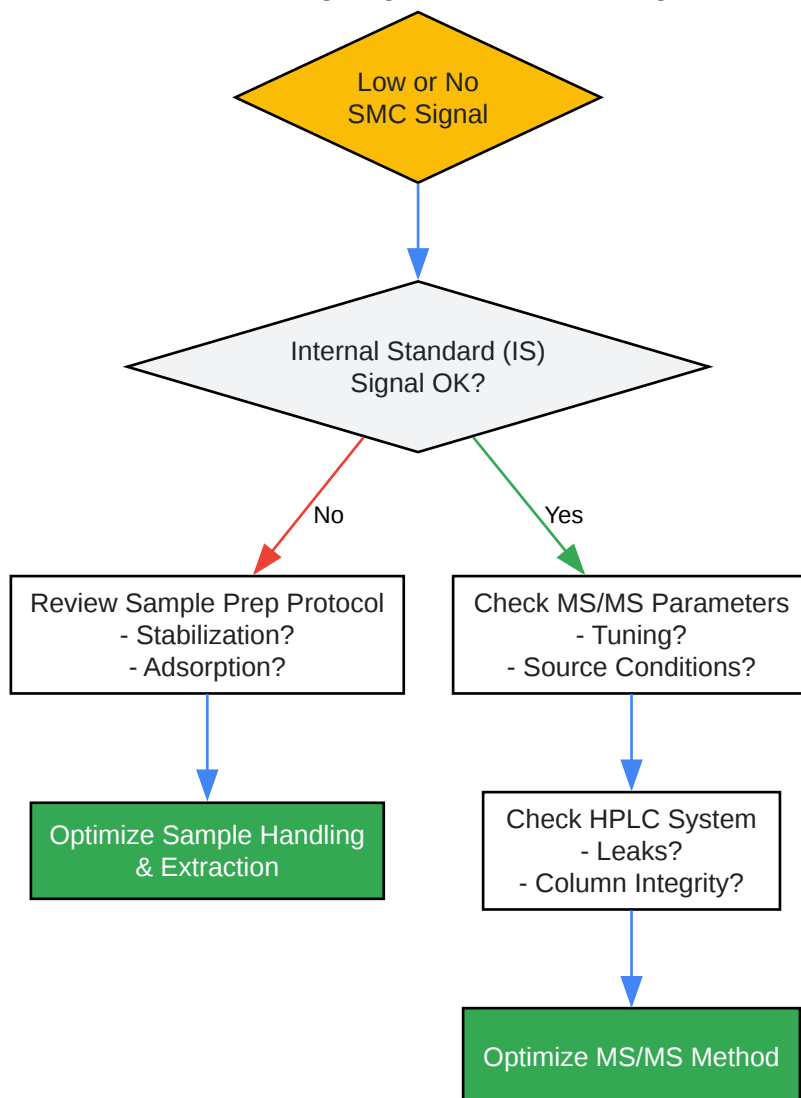 Low or No
SMC Signal
Internal Standard (IS)
Signal OK?
No
Yes
Review Sample Prep Protocol
- Stabilization?
- Adsorption?
Check MS/MS Parameters
- Tuning?
- Source Conditions?
Optimize Sample Handling
& Extraction
Check HPLC System
- Leaks?
- Column Integrity?
Optimize MS/MS Method